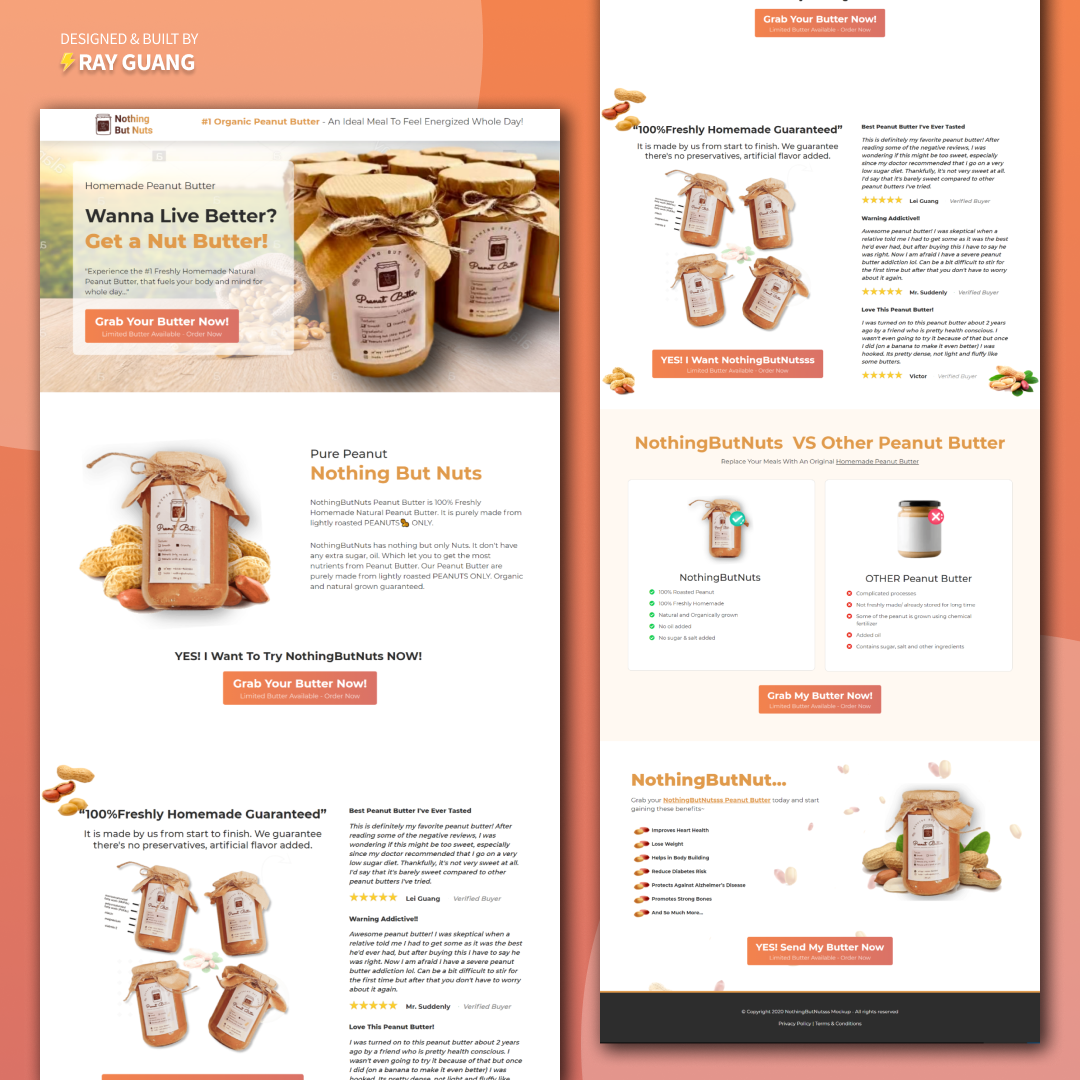 DESIGNED & BUILT BY
⚡RAY GUANG
Nothing
But Nuts
#1 Organic Peanut Butter - An Ideal Meal To Feel Energized Whole Day!
Homemade Peanut Butter
Wanna Live Better?
Get a Nut Butter!
"Experience the #1 Freshly Homemade Natural
Peanut Butter, that fuels your body and mind for
whole day..."
Grab Your Butter Now!
Limited Butter Available - Order Now
NOTHING BUT NUTS
Peanut Butter
Pure Peanut
Nothing But Nuts
NothingButNuts Peanut Butter is 100% Freshly
Homemade Natural Peanut Butter. It is purely made from
lightly roasted PEANUTS🥜 ONLY.
NothingButNuts has nothing but only Nuts. It don't have
any extra sugar, oil. Which let you to get the most
nutrients from Peanut Butter. Our Peanut Butter are
purely made from lightly roasted PEANUTS ONLY. Organic
and natural grown guaranteed.
YES! I Want To Try NothingButNuts NOW!
Grab Your Butter Now!
Limited Butter Available - Order Now
"100%Freshly Homemade Guaranteed"
It is made by us from start to finish. We guarantee
there's no preservatives, artificial flavor added.
Best Peanut Butter I've Ever Tasted
This is definitely my favorite peanut butter! After
reading some of the negative reviews, I was
wondering if this might be too sweet, especially
since my doctor recommended that I go on a very
low sugar diet. Thankfully, it's not very sweet at all.
I'd say that it's barely sweet compared to other
peanut butters I've tried.
★★★★★ Lei Guang Verified Buyer
Warning Addictive!!
Awesome peanut butter! I was skeptical when a
relative told me I had to get some as it was the best
he'd ever had, but after buying this I have to say he
was right. Now I am afraid I have a severe peanut
butter addiction lol. Can be a bit difficult to stir for
the first time but after that you don't have to worry
about it again.
★★★★★ Mr. Suddenly - Verified Buyer
Love This Peanut Butter!
I was turned on to this peanut butter about 2 years
ago by a friend who is pretty health conscious. I
wasn't even going to try it because of that but once
I did (on a banana to make it even better) I was
hooked. Its pretty dense, not light and fluffy like
Grab Your Butter Now!
Limited Butter Available - Order Now
"100%Freshly Homemade Guaranteed"
It is made by us from start to finish. We guarantee
there's no preservatives, artificial flavor added.
YES! I Want NothingButNutsss
Limited Butter Available - Order Now
Best Peanut Butter I've Ever Tasted
This is definitely my favorite peanut butter! After
reading some of the negative reviews, I was
wondering if this might be too sweet, especially
since my doctor recommended that I go on a very
low sugar diet. Thankfully, it's not very sweet at all.
I'd say that it's barely sweet compared to other
peanut butters I've tried.
★★★★★ Lei Guang Verified Buyer
Warning Addictive!!
Awesome peanut butter! I was skeptical when a
relative told me I had to get some as it was the best
he'd ever had, but after buying this I have to say he
was right. Now I am afraid I have a severe peanut
butter addiction lol. Can be a bit difficult to stir for
the first time but after that you don't have to worry
about it again.
★★★★★ Mr. Suddenly - Verified Buyer
Love This Peanut Butter!
I was turned on to this peanut butter about 2 years
ago by a friend who is pretty health conscious. I
wasn't even going to try it because of that but once
I did (on a banana to make it even better) I was
hooked. Its pretty dense, not light and fluffy like
some butters.
★★★★★ Victor Verified Buyer
NothingButNuts VS Other Peanut Butter
Replace Your Meals With An Original Homemade Peanut Butter
NothingButNuts
100% Roasted Peanut
100% Freshly Homemade
Natural and Organically grown
No oil added
No sugar & salt added
OTHER Peanut Butter
Complicated processes
Not freshly made/ already stored for long time
Some of the peanut is grown using chemical
fertilizer
Added oil
Contains sugar, salt and other ingredients
Grab My Butter Now!
Limited Butter Available - Order Now
NothingButNut...
Grab your NothingButNutsss Peanut Butter today and start
gaining these benefits~
Improves Heart Health
Lose Weight
Helps in Body Building
Reduce Diabetes Risk
Protects Against Alzheimer's Disease
Promotes Strong Bones
And So Much More...
YES! Send My Butter Now
Limited Butter Available - Order Now
© Copyright 2020 NothingButNutsss Mockup . All rights reserved
Privacy Policy | Terms & Conditions